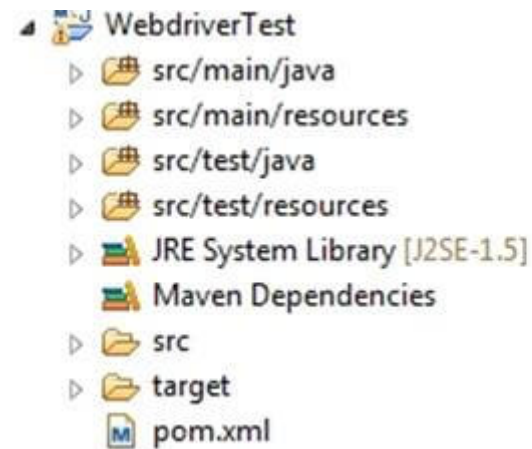 WebdriverTest
src/main/java
src/main/resources
src/test/java
src/test/resources
JRE System Library [J2SE-1.5]
Maven Dependencies
src
target
pom.xml